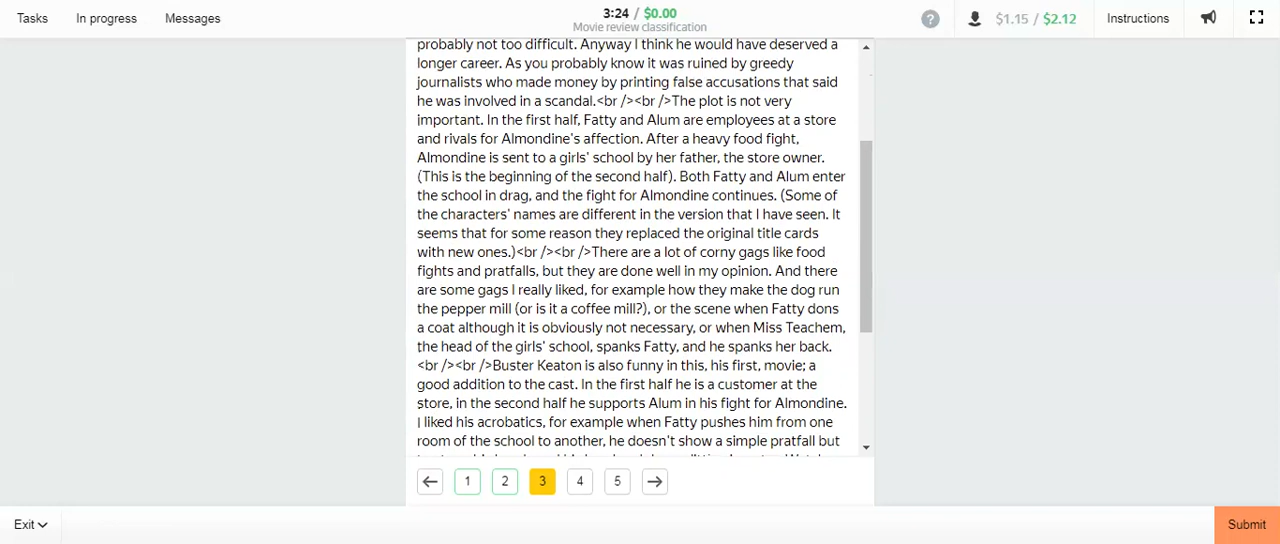 Tasks In progress Messages 3:24 / $0.00 ? $1.15 / $2.12 Instructions
Movie review classification
probably not too difficult. Anyway I think he would have deserved a
longer career. As you probably know it was ruined by greedy
journalists who made money by printing false accusations that said
he was involved in a scandal.<br /><br />The plot is not very
important. In the first half, Fatty and Alum are employees at a store
and rivals for Almondine's affection. After a heavy food fight,
Almondine is sent to a girls' school by her father, the store owner.
(This is the beginning of the second half). Both Fatty and Alum enter
the school in drag, and the fight for Almondine continues. (Some of
the characters' names are different in the version that I have seen. It
seems that for some reason they replaced the original title cards
with new ones.)<br /><br />There are a lot of corny gags like food
fights and pratfalls, but they are done well in my opinion. And there
are some gags I really liked, for example how they make the dog run
the pepper mill (or is it a coffee mill?), or the scene when Fatty dons
a coat although it is obviously not necessary, or when Miss Teachem,
the head of the girls' school, spanks Fatty, and he spanks her back.
<br /><br />Buster Keaton is also funny in this, his first, movie; a
good addition to the cast. In the first half he is a customer at the
store, in the second half he supports Alum in his fight for Almondine.
I liked his acrobatics, for example when Fatty pushes him from one
room of the school to another, he doesn't show a simple pratfall but
1 2 3 4 5
Exit Submit